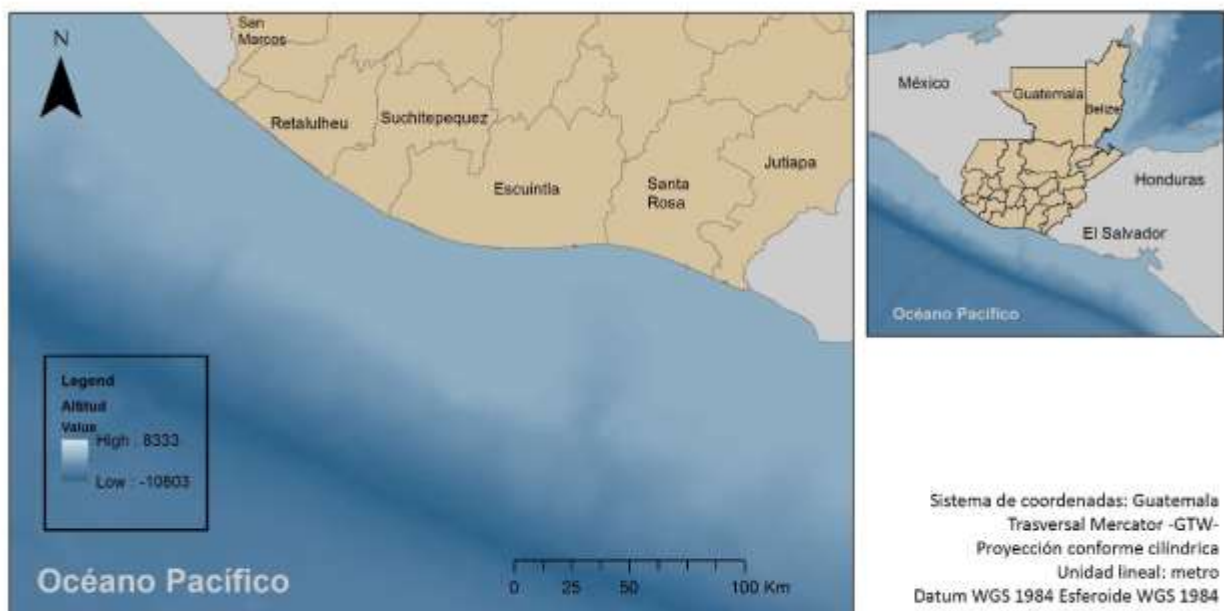 N
San
Marcos
Retalulheu
Suchitepequez
Escuintla
Santa
Rosa
Jutiapa
Legend
Altitud
Value
High : 8333
Low : -10803
Océano Pacífico
0 25 50 100 Km
México
Guatemala
Belize
Honduras
El Salvador
Océano Pacífico
Sistema de coordenadas: Guatemala
Trasversal Mercator -GTW-
Proyección conforme cilíndrica
Unidad lineal: metro
Datum WGS 1984 Esferoide WGS 1984